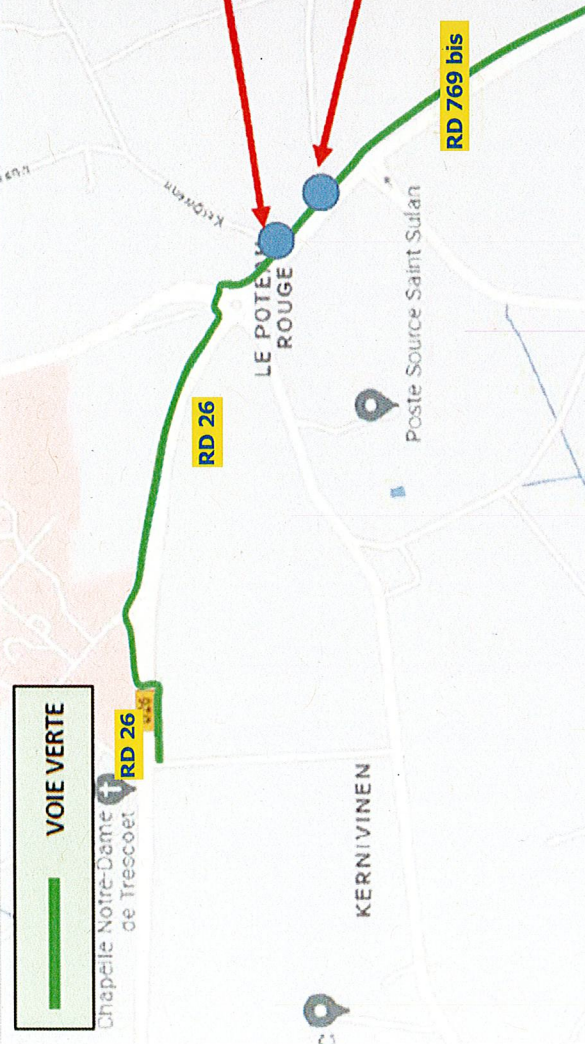 VOIE VERTE
Chapelle Notre-Dame
de Trescoët
RD 26
RD 26
LE POTEAU
ROUGE
RD 769 bis
Poste Source Saint Sulan
KERNIVINEN